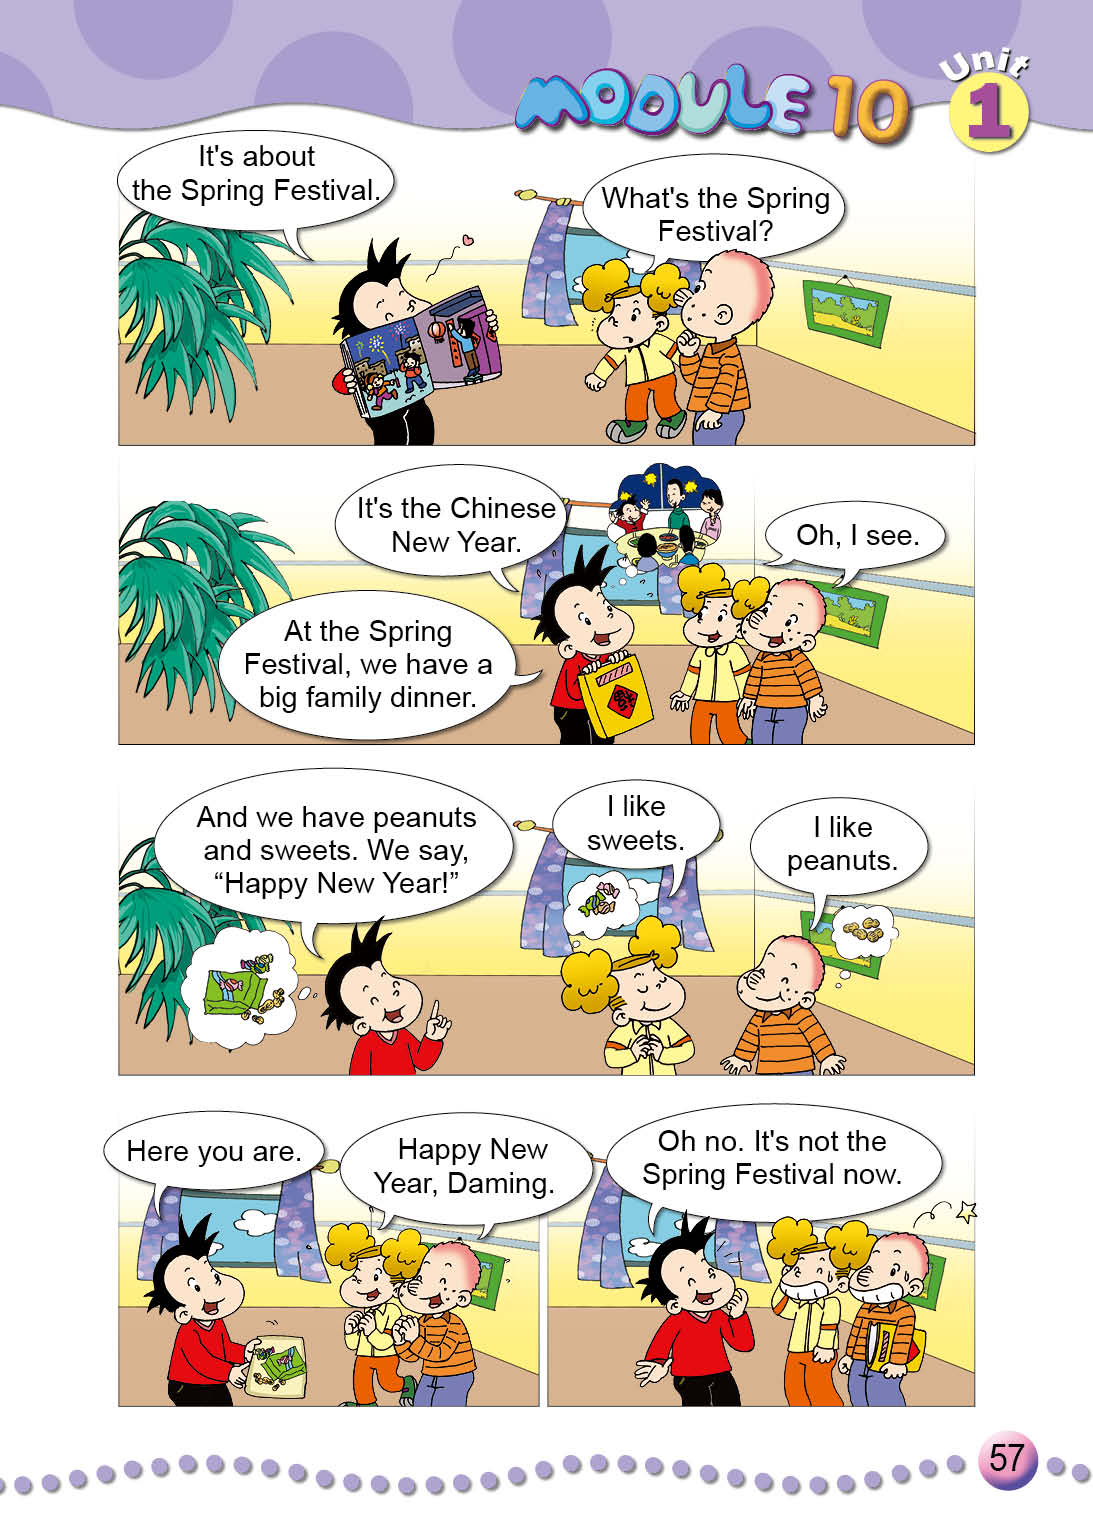 MODULE 10
Unit
1
It's about
the Spring Festival.
What's the Spring
Festival?
It's the Chinese
New Year.
Oh, I see.
At the Spring
Festival, we have a
big family dinner.
And we have peanuts
and sweets. We say,
“Happy New Year!”
I like
sweets.
I like
peanuts.
Here you are.
Happy New
Year, Daming.
Oh no. It's not the
Spring Festival now.
57